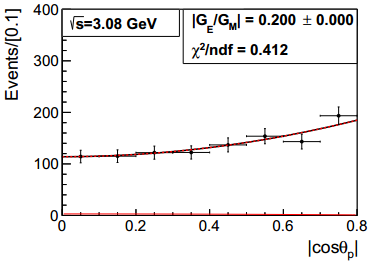 √s=3.08 GeV
|G_E/G_M| = 0.200 ± 0.000
χ²/ndf = 0.412
Events/[0.1]
400
300
200
100
0
0 0.2 0.4 0.6 0.8
|cosθ_p|